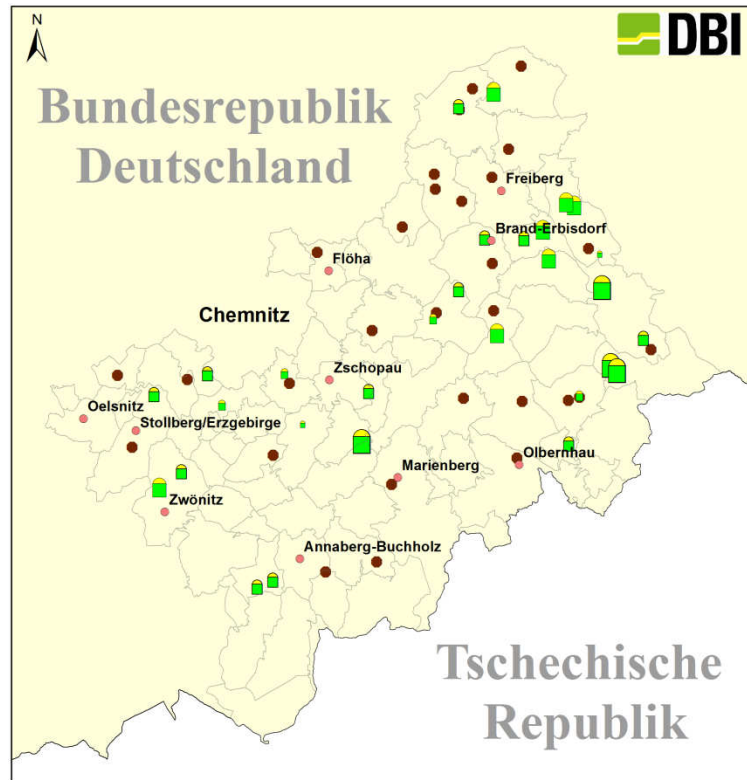 N
DBI
Bundesrepublik
Deutschland
Freiberg
Brand-Erbisdorf
Flöha
Chemnitz
Zschopau
Oelsnitz
Stollberg/Erzgebirge
Olbernhau
Marienberg
Zwönitz
Annaberg-Buchholz
Tschechische
Republik